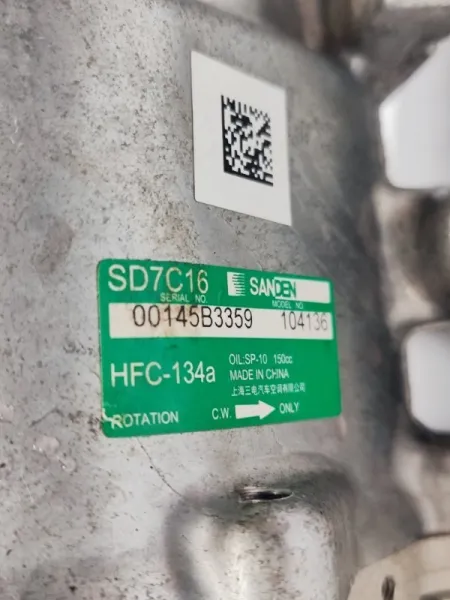 SD7C16 SANDEN
SERIAL NO. MODEL NO.
00145B3359 104136
HFC-134a OIL:SP-10 150cc
MADE IN CHINA
上海三电汽车空调有限公司
ROTATION C.W. ONLY